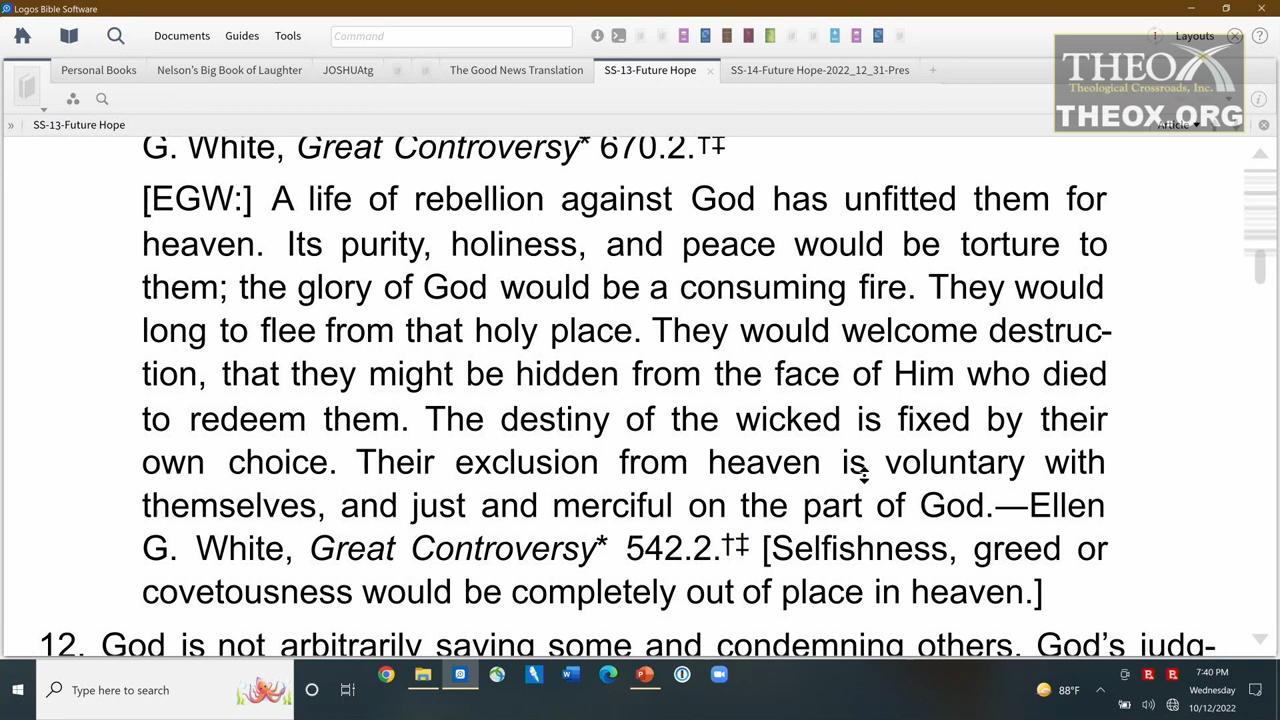 Logos Bible Software
Documents Guides Tools Command Layouts
THEOX
Theological Crossroads, Inc.
THEOX.ORG
Personal Books Nelson's Big Book of Laughter JOSHUAtg The Good News Translation SS-13-Future Hope SS-14-Future Hope-2022_12_31-Pres
SS-13-Future Hope Article
G. White, Great Controversy* 670.2.†‡
[EGW:] A life of rebellion against God has unfitted them for
heaven. Its purity, holiness, and peace would be torture to
them; the glory of God would be a consuming fire. They would
long to flee from that holy place. They would welcome destruc-
tion, that they might be hidden from the face of Him who died
to redeem them. The destiny of the wicked is fixed by their
own choice. Their exclusion from heaven is voluntary with
themselves, and just and merciful on the part of God.—Ellen
G. White, Great Controversy* 542.2.†‡ [Selfishness, greed or
covetousness would be completely out of place in heaven.]
12. God is not arbitrarily saving some and condemning others. God's judg-
Type here to search
88°F
7:40 PM
Wednesday
10/12/2022